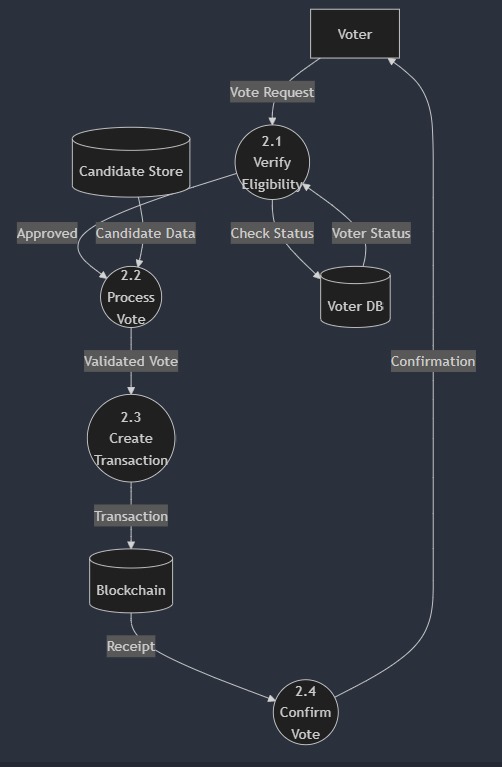 Voter
Vote Request
2.1
Verify
Eligibility
Candidate Store
Approved
Candidate Data
Check Status
Voter Status
2.2
Process
Vote
Voter DB
Validated Vote
Confirmation
2.3
Create
Transaction
Transaction
Blockchain
Receipt
2.4
Confirm
Vote